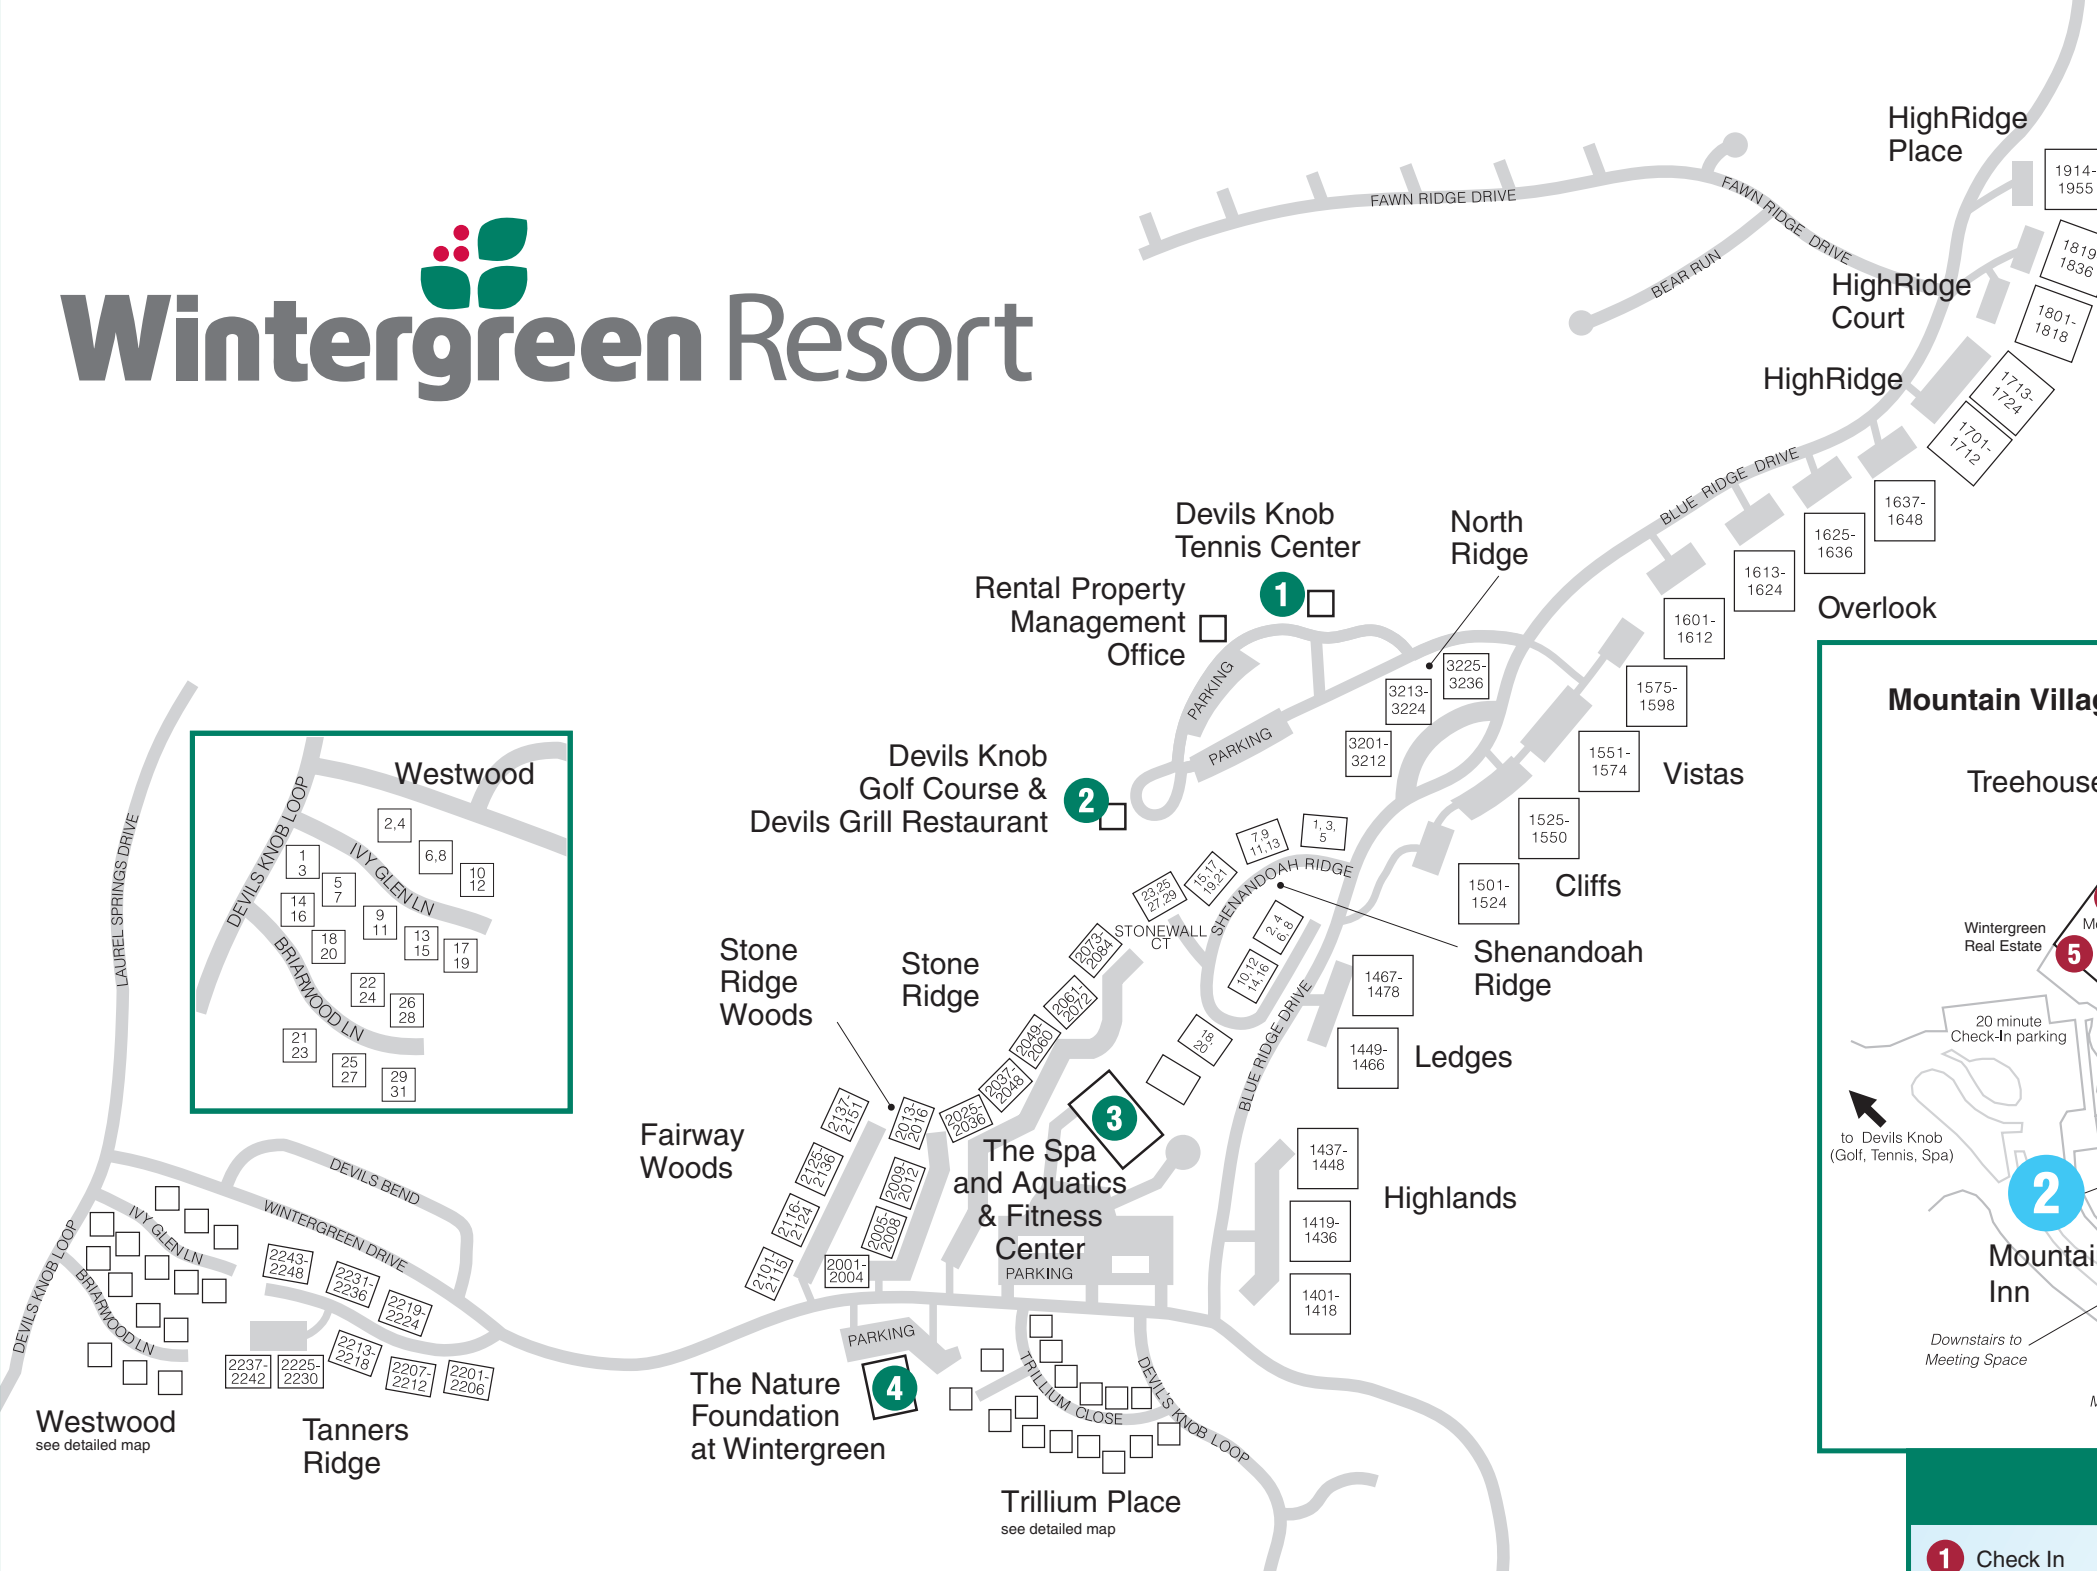 Wintergreen Resort
HighRidge
Place
1914-
1955
FAWN RIDGE DRIVE
FAWN RIDGE DRIVE
BEAR RUN
1819
1836
HighRidge
Court
1801-
1818
HighRidge
1713-
1724
1701-
1712
BLUE RIDGE DRIVE
1637-
1648
1625-
1636
1613-
1624
Overlook
1601-
1612
Devils Knob
Tennis Center
1
North
Ridge
Rental Property
Management
Office
PARKING
PARKING
3225-
3236
3213-
3224
3201-
3212
1575-
1598
1551-
1574
Vistas
1525-
1550
Cliffs
1501-
1524
Devils Knob
Golf Course &
Devils Grill Restaurant
2
1, 3,
5
7,9
11,13
15,17
19,21
23,25
27,29
SHENANDOAH RIDGE
STONEWALL
CT
2, 4
6, 8
10, 12
14, 16
18,
20,
Shenandoah
Ridge
1467-
1478
1449-
1466
Ledges
BLUE RIDGE DRIVE
1437-
1448
1419-
1436
1401-
1418
Highlands
Stone
Ridge
Woods
Stone
Ridge
2073-
2084
2061-
2072
2049-
2060
2037-
2048
2025-
2036
2013-
2016
2009-
2012
2005-
2008
2001-
2004
Fairway
Woods
2137-
2151
2125-
2136
2116-
2124
2101-
2115
3
The Spa
and Aquatics
& Fitness
Center
PARKING
PARKING
4
The Nature
Foundation
at Wintergreen
TRILLIUM CLOSE
DEVIL'S KNOB LOOP
Trillium Place
see detailed map
Westwood
DEVILS KNOB LOOP
IVY GLEN LN
BRIARWOOD LN
2,4
6,8
10
12
1
3
5
7
9
11
13
15
17
19
14
16
18
20
22
24
26
28
21
23
25
27
29
31
LAUREL SPRINGS DRIVE
DEVILS BEND
WINTERGREEN DRIVE
IVY GLEN LN
BRIARWOOD LN
DEVILS KNOB LOOP
2243-
2248
2231-
2236
2219-
2224
2237-
2242
2225-
2230
2213-
2218
2207-
2212
2201-
2206
Westwood
see detailed map
Tanners
Ridge
Mountain Villag
Treehouse
Wintergreen
Real Estate
5
20 minute
Check-In parking
to Devils Knob
(Golf, Tennis, Spa)
2
Mountai
Inn
Downstairs to
Meeting Space
1 Check In